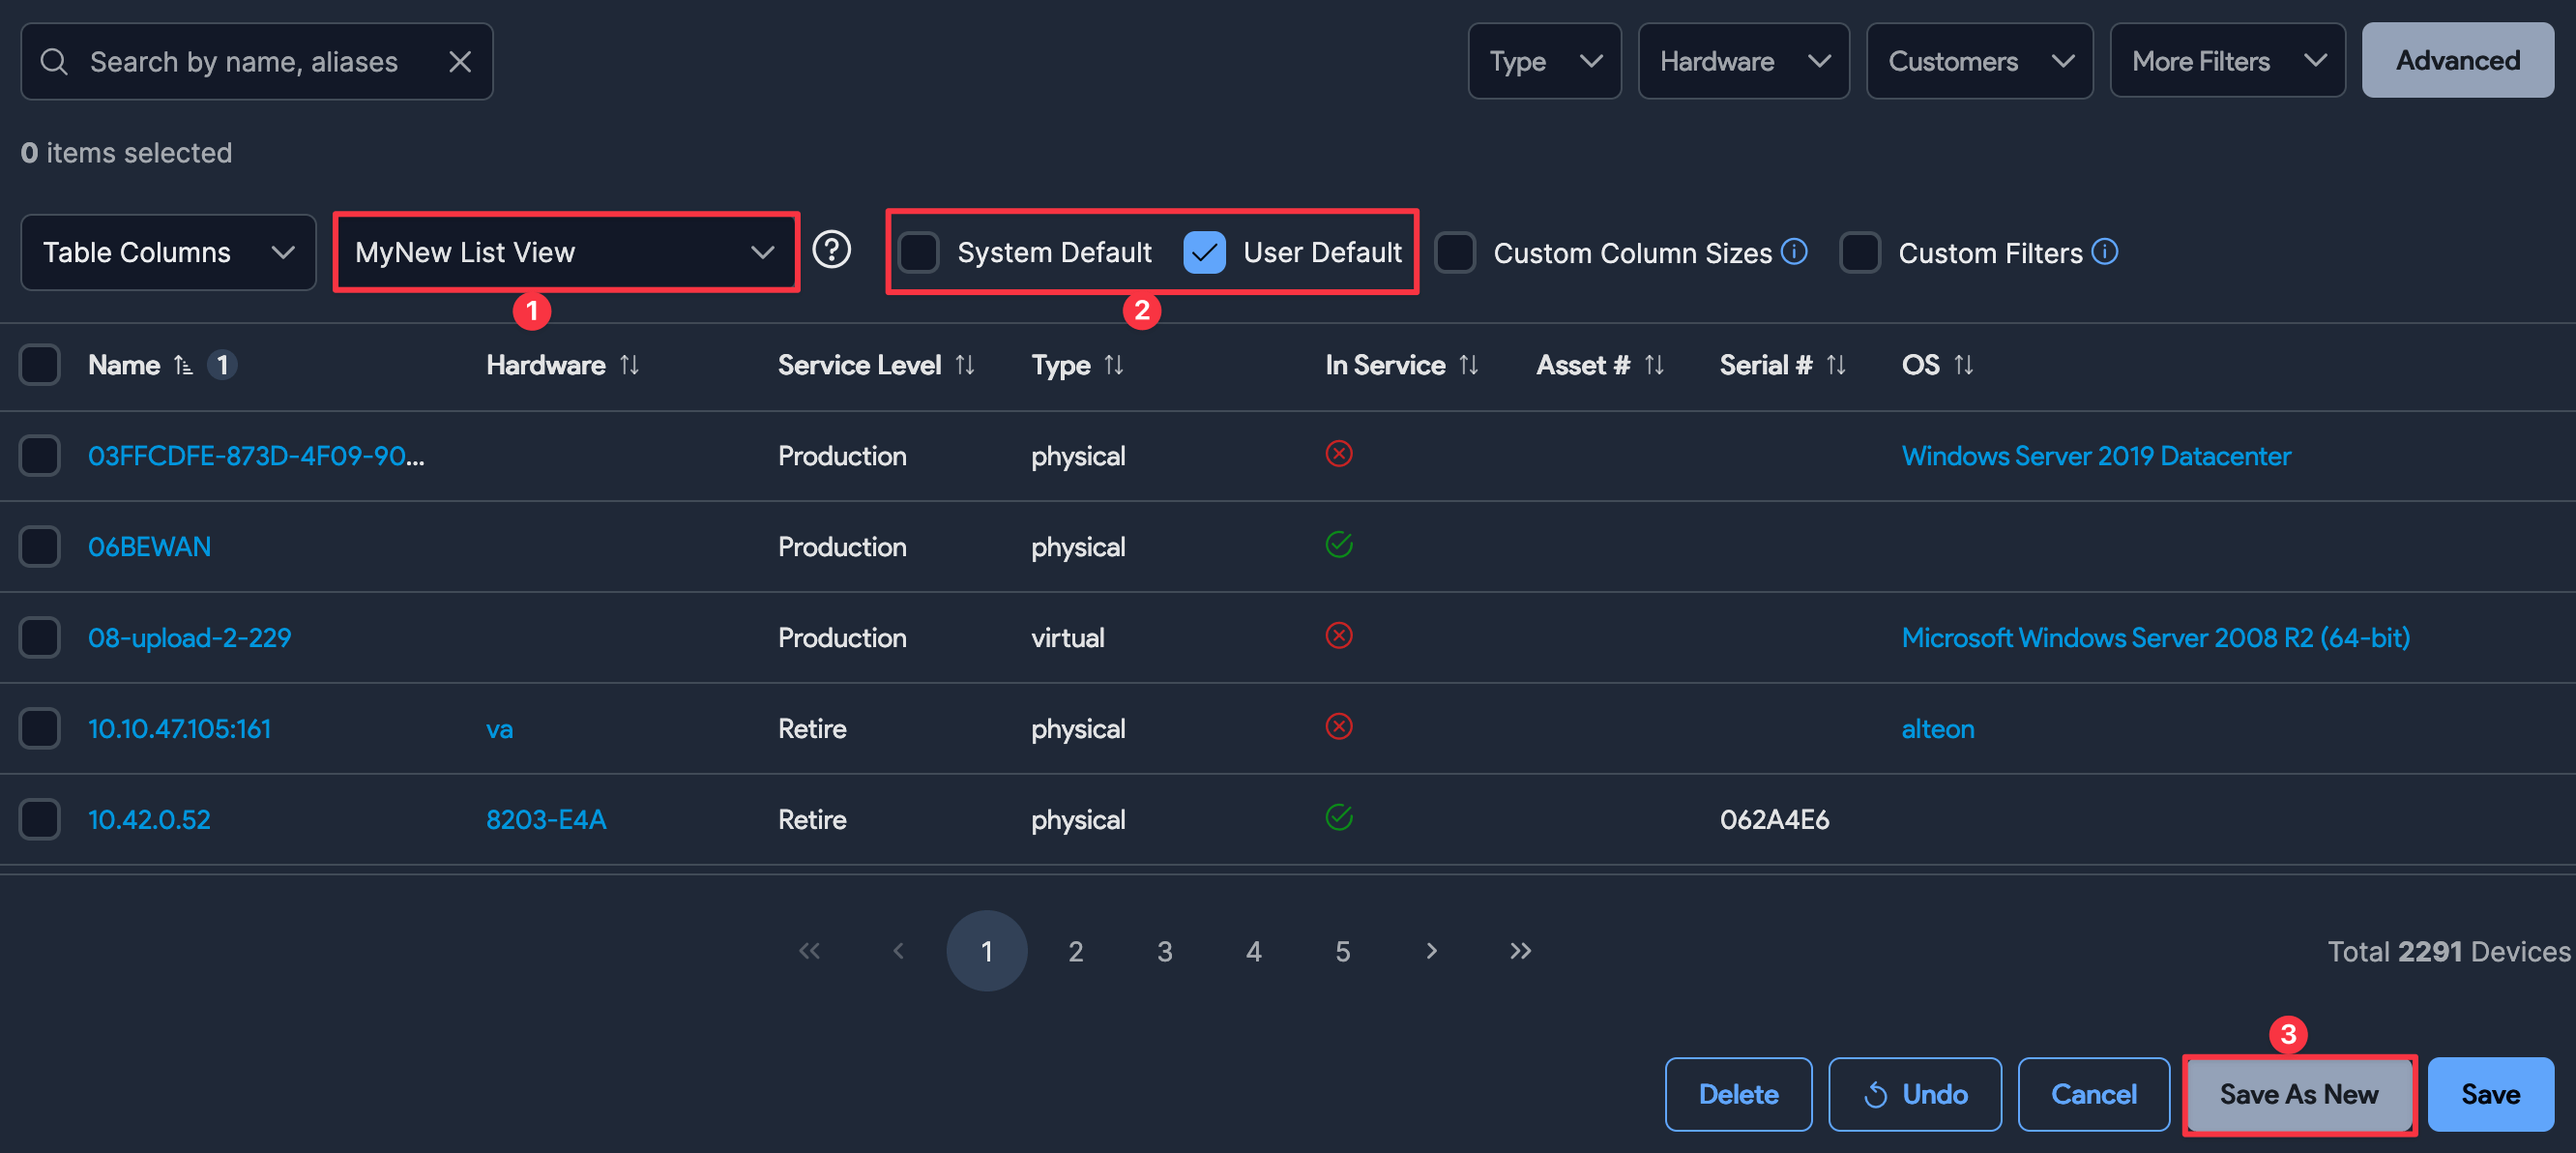 Search by name, aliases
Type Hardware Customers More Filters Advanced
0 items selected
Table Columns MyNew List View System Default User Default Custom Column Sizes Custom Filters
1 2
Name 1 Hardware Service Level Type In Service Asset # Serial # OS
03FFCDFE-873D-4F09-90... Production physical Windows Server 2019 Datacenter
06BEWAN Production physical
08-upload-2-229 Production virtual Microsoft Windows Server 2008 R2 (64-bit)
10.10.47.105:161 va Retire physical alteon
10.42.0.52 8203-E4A Retire physical 062A4E6
1 2 3 4 5 Total 2291 Devices
3
Delete Undo Cancel Save As New Save